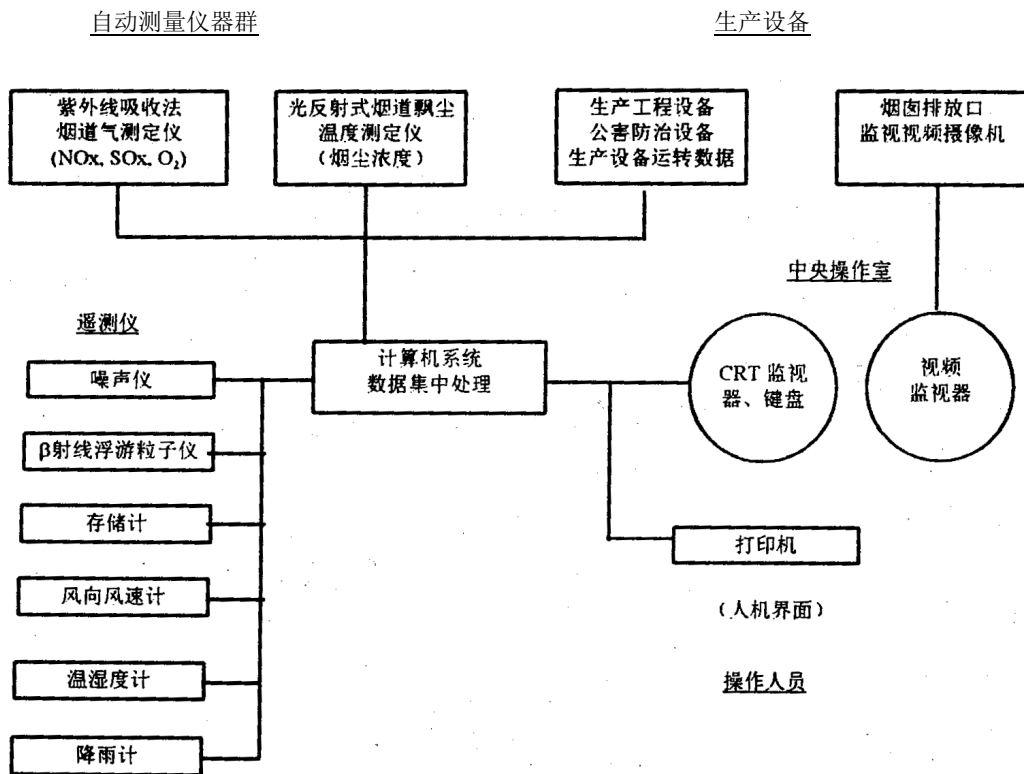 自动测量仪器群
生产设备
紫外线吸收法
烟道气测定仪
(NOx, SOx, O₂)
光反射式烟道飘尘
温度测定仪
（烟尘浓度）
生产工程设备
公害防治设备
生产设备运转数据
烟囱排放口
监视视频摄像机
中央操作室
遥测仪
计算机系统
数据集中处理
CRT 监视
器、键盘
视频
监视器
噪声仪
β射线浮游粒子仪
存储计
风向风速计
温湿度计
降雨计
打印机
（人机界面）
操作人员